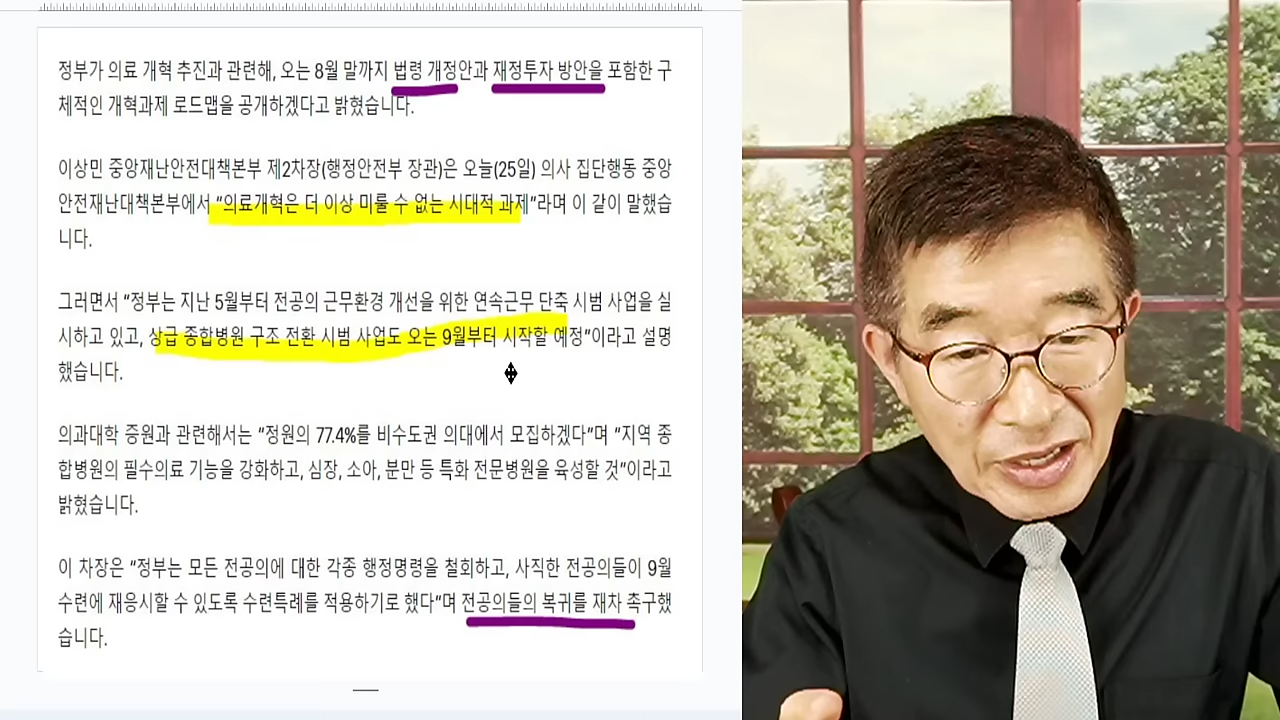 정부가 의료 개혁 추진과 관련해, 오는 8월 말까지 법령 개정안과 재정투자 방안을 포함한 구
체적인 개혁과제 로드맵을 공개하겠다고 밝혔습니다.
이상민 중앙재난안전대책본부 제2차장(행정안전부 장관)은 오늘(25일) 의사 집단행동 중앙
안전재난대책본부에서 “의료개혁은 더 이상 미룰 수 없는 시대적 과제”라며 이 같이 말했습
니다.
그러면서 “정부는 지난 5월부터 전공의 근무환경 개선을 위한 연속근무 단축 시범 사업을 실
시하고 있고, 상급 종합병원 구조 전환 시범 사업도 오는 9월부터 시작할 예정”이라고 설명
했습니다.
의과대학 증원과 관련해서는 “정원의 77.4%를 비수도권 의대에서 모집하겠다”며 “지역 종
합병원의 필수의료 기능을 강화하고, 심장, 소아, 분만 등 특화 전문병원을 육성할 것”이라고
밝혔습니다.
이 차장은 “정부는 모든 전공의에 대한 각종 행정명령을 철회하고, 사직한 전공의들이 9월
수련에 재응시할 수 있도록 수련특례를 적용하기로 했다”며 전공의들의 복귀를 재차 촉구했
습니다.